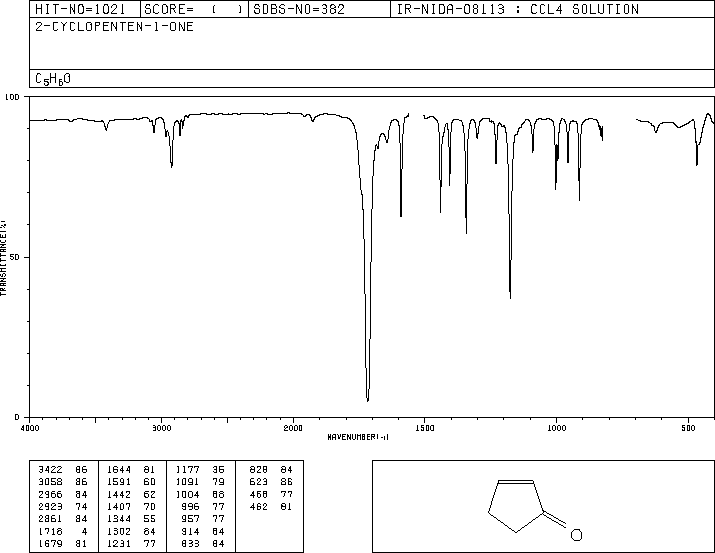 HIT-NO=1021 SCORE= ( ) SDBS-NO=382 IR-NIDA-08113 : CCL4 SOLUTION
2-CYCLOPENTEN-1-ONE
C5H6O
100
50
0
TRANSMITTANCE(%)
4000 3000 2000 1500 1000 500
WAVENUMBER(-1)
3422 86 1644 81 1177 35 828 84
3058 86 1591 60 1091 79 623 86
2966 84 1442 62 1004 68 468 77
2923 74 1407 70 996 77 462 81
2861 84 1344 55 957 77
1718 4 1302 84 914 64
1679 81 1231 77 833 84
O